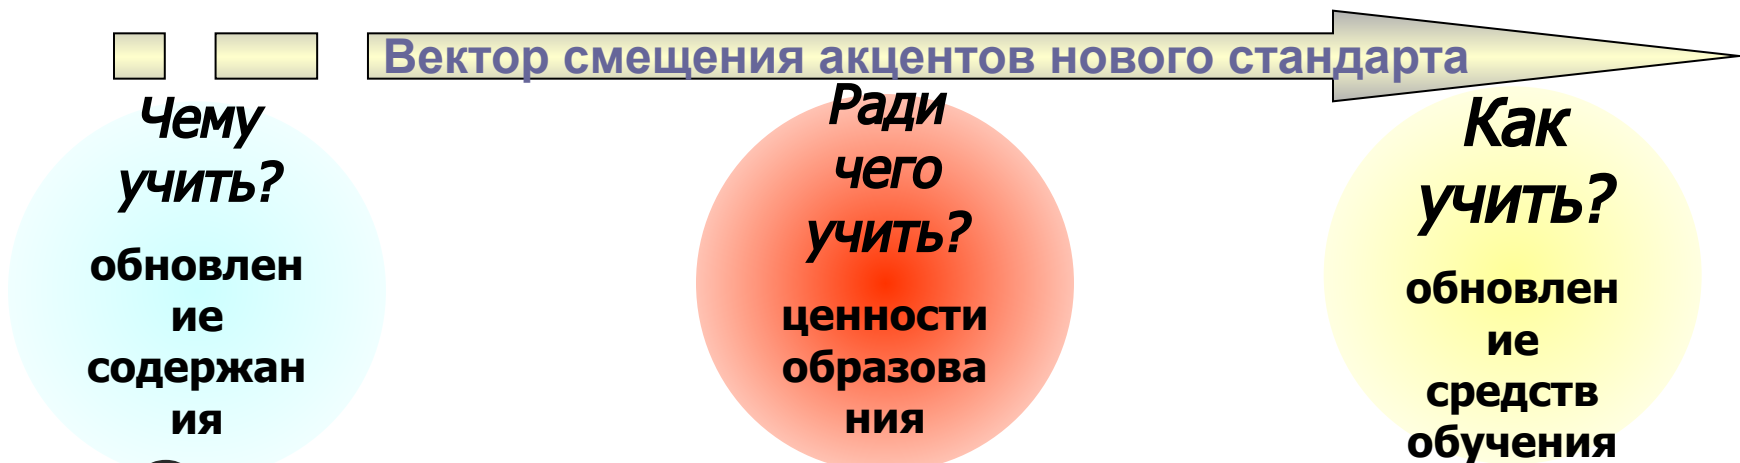 Вектор смещения акцентов нового стандарта
Чему
учить?
обновлен
ие
содержан
ия
Ради
чего
учить?
ценности
образова
ния
Как
учить?
обновлен
ие
средств
обучения